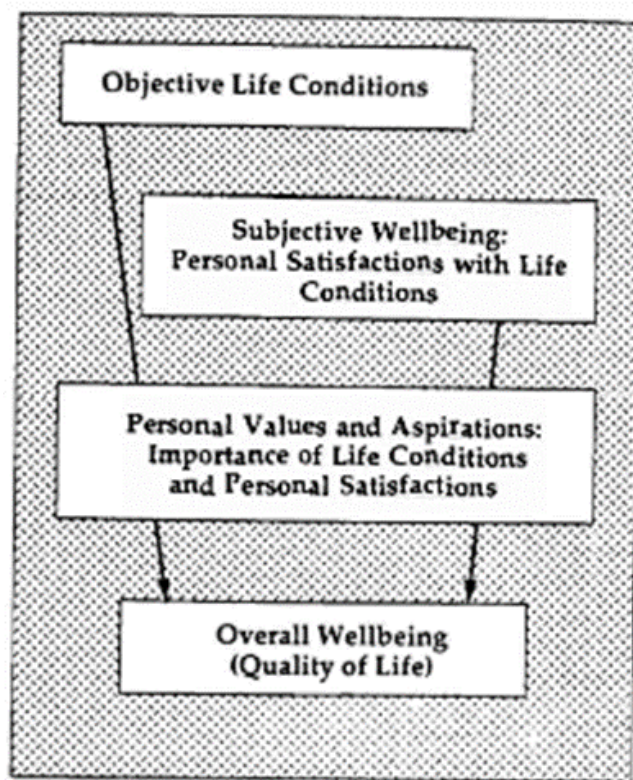 Objective Life Conditions
Subjective Wellbeing:
Personal Satisfactions with Life
Conditions
Personal Values and Aspirations:
Importance of Life Conditions
and Personal Satisfactions
Overall Wellbeing
(Quality of Life)